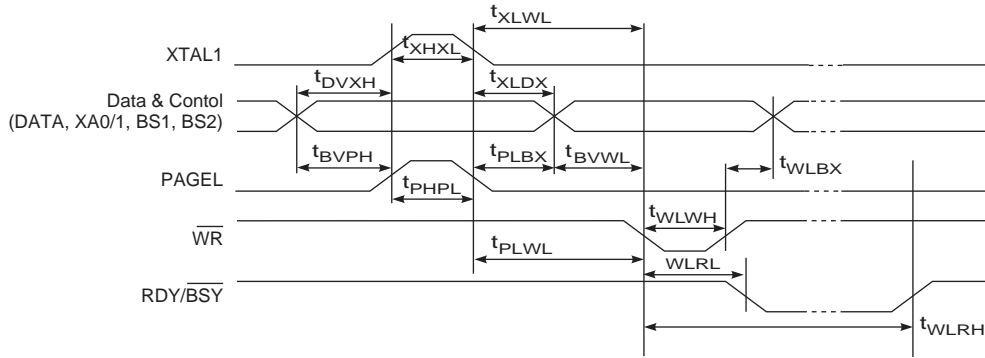 tXLWL
XTAL1
tXHXL
tDVXH
tXLDX
Data & Contol
(DATA, XA0/1, BS1, BS2)
tBVPH
tPLBX
tBVWL
tWLBX
PAGEL
tPHPL
tWLWH
WR
tPLWL
WLRL
RDY/BSY
tWLRH